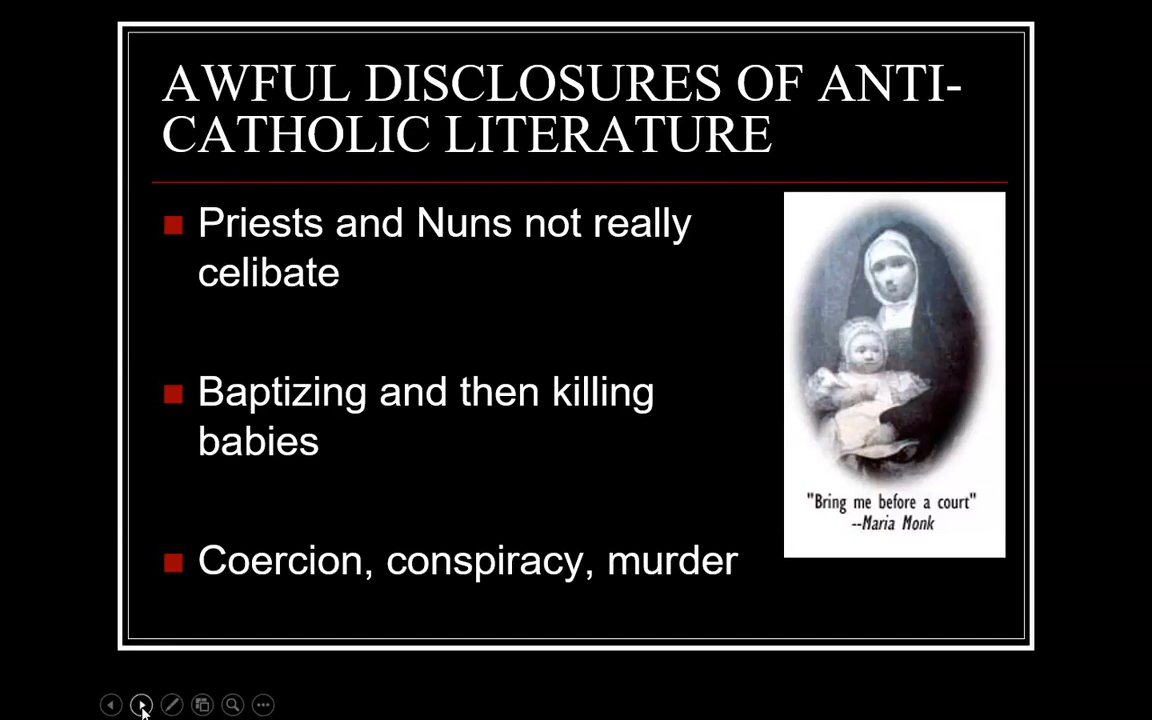 AWFUL DISCLOSURES OF ANTI-
CATHOLIC LITERATURE
Priests and Nuns not really
celibate
Baptizing and then killing
babies
Coercion, conspiracy, murder
"Bring me before a court"
--Maria Monk